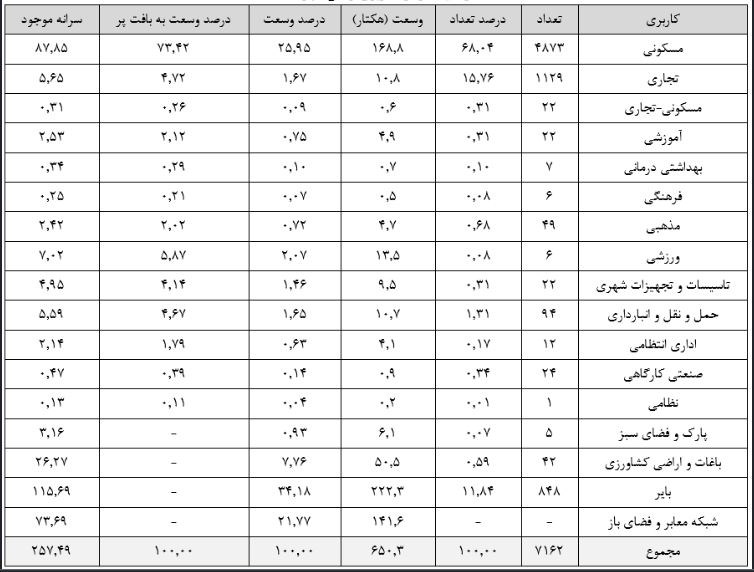 کاربری تعداد درصد تعداد وسعت (هکتار) درصد وسعت درصد وسعت به بافت پر سرانه موجود
مسکونی ۴۸۷۳ ۶۸,۰۴ ۱۶۸,۸ ۲۵,۹۵ ۷۳,۴۲ ۸۷,۸۵
تجاری ۱۱۲۹ ۱۵,۷۶ ۱۰,۸ ۱,۶۷ ۴,۷۲ ۵,۶۵
مسکونی-تجاری ۲۲ ۰,۳۱ ۰,۶ ۰,۰۹ ۰,۲۶ ۰,۳۱
آموزشی ۲۲ ۰,۳۱ ۴,۹ ۰,۷۵ ۲,۱۲ ۲,۵۳
بهداشتی درمانی ۷ ۰,۱۰ ۰,۷ ۰,۱۰ ۰,۲۹ ۰,۳۴
فرهنگی ۶ ۰,۰۸ ۰,۵ ۰,۰۷ ۰,۲۱ ۰,۲۵
مذهبی ۴۹ ۰,۶۸ ۴,۷ ۰,۷۲ ۲,۰۲ ۲,۴۲
ورزشی ۶ ۰,۰۸ ۱۳,۵ ۲,۰۷ ۵,۸۷ ۷,۰۲
تاسیسات و تجهیزات شهری ۲۲ ۰,۳۱ ۹,۵ ۱,۴۶ ۴,۱۴ ۴,۹۵
حمل و نقل و انبارداری ۹۴ ۱,۳۱ ۱۰,۷ ۱,۶۵ ۴,۶۷ ۵,۵۹
اداری انتظامی ۱۲ ۰,۱۷ ۴,۱ ۰,۶۳ ۱,۷۹ ۲,۱۴
صنعتی کارگاهی ۲۴ ۰,۳۴ ۰,۹ ۰,۱۴ ۰,۳۹ ۰,۴۷
نظامی ۱ ۰,۰۱ ۰,۲ ۰,۰۴ ۰,۱۱ ۰,۱۳
پارک و فضای سبز ۵ ۰,۰۷ ۶,۱ ۰,۹۳ - ۳,۱۶
باغات و اراضی کشاورزی ۴۲ ۰,۵۹ ۵۰,۵ ۷,۷۶ - ۲۶,۲۷
بایر ۸۴۸ ۱۱,۸۴ ۲۲۲,۳ ۳۴,۱۸ - ۱۱۵,۶۹
شبکه معابر و فضای باز - - ۱۴۱,۶ ۲۱,۷۷ - ۷۳,۶۹
مجموع ۷۱۶۲ ۱۰۰,۰۰ ۶۵۰,۳ ۱۰۰,۰۰ ۱۰۰,۰۰ ۲۵۷,۴۹